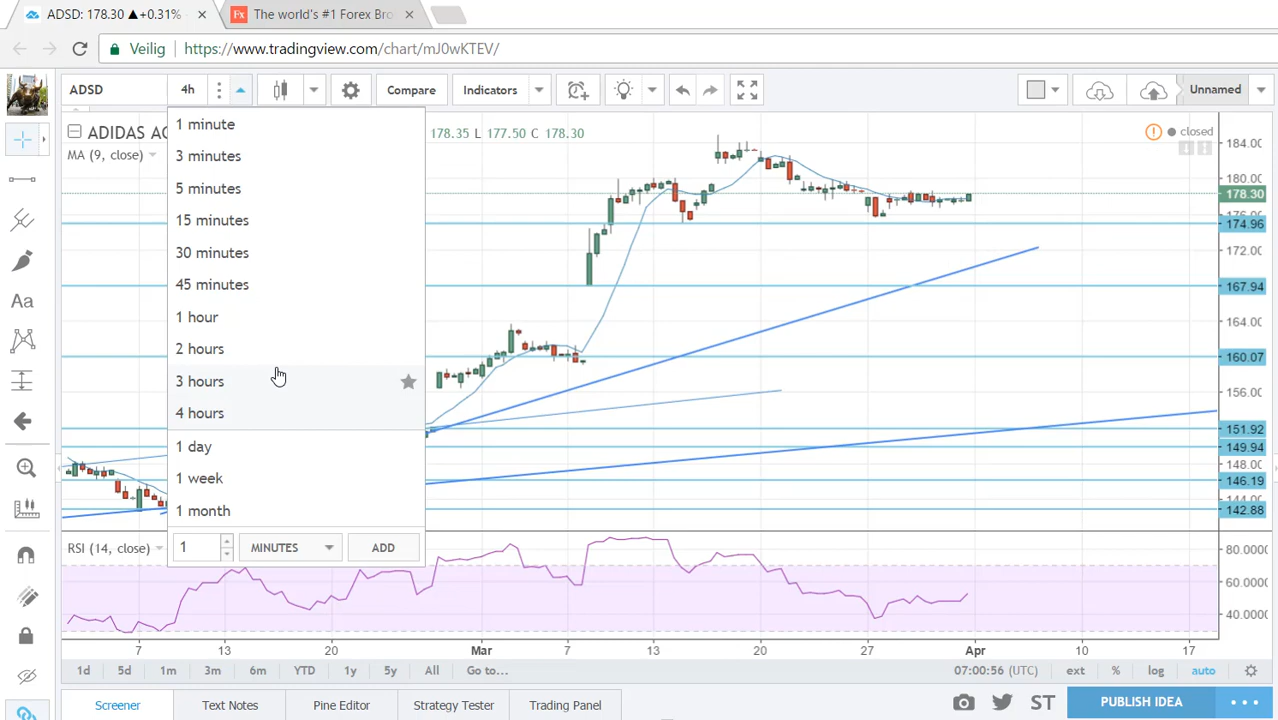 ADSD: 178.30 ▲+0.31%
The world's #1 Forex Bro
Veilig
https://www.tradingview.com/chart/mJ0wKTEV/
ADSD
4h
Compare
Indicators
Unnamed
ADIDAS AG
178.35 L 177.50 C 178.30
closed
MA (9, close)
1 minute
3 minutes
5 minutes
15 minutes
30 minutes
45 minutes
1 hour
2 hours
3 hours
4 hours
1 day
1 week
1 month
1
MINUTES
ADD
184.00
180.00
178.30
176.00
174.96
172.00
167.94
164.00
160.07
156.00
151.92
149.94
148.00
146.19
144.00
142.88
RSI (14, close)
80.0000
60.0000
40.0000
7 13 20 Mar 7 13 20 27 Apr 10 17
1d 5d 1m 3m 6m YTD 1y 5y All Go to...
07:00:56 (UTC) ext % log auto
Screener Text Notes Pine Editor Strategy Tester Trading Panel
ST
PUBLISH IDEA
Aa